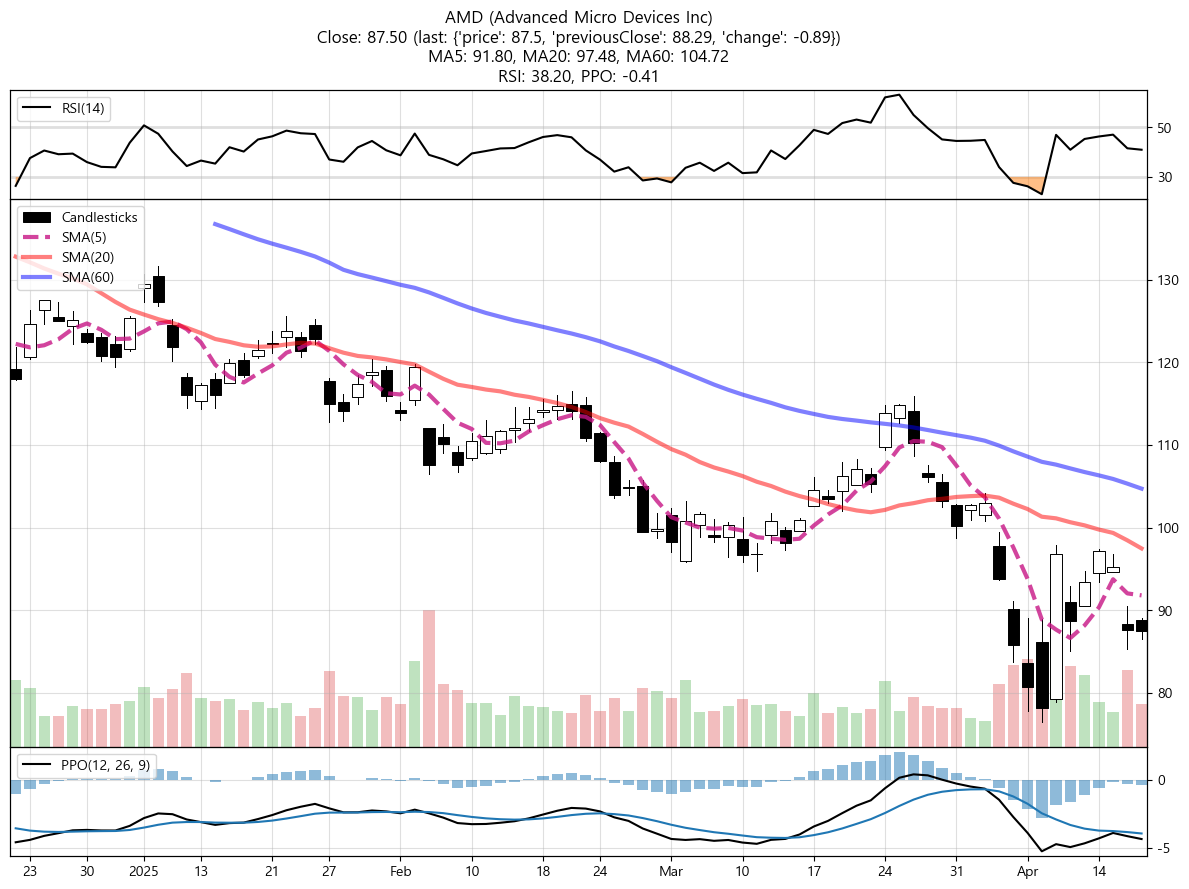 AMD (Advanced Micro Devices Inc)
Close: 87.50 (last: {'price': 87.5, 'previousClose': 88.29, 'change': -0.89})
MA5: 91.80, MA20: 97.48, MA60: 104.72
RSI: 38.20, PPO: -0.41
RSI(14)
50
30
Candlesticks
SMA(5)
SMA(20)
SMA(60)
130
120
110
100
90
80
PPO(12, 26, 9)
0
-5
23 30 2025 13 21 27 Feb 10 18 24 Mar 10 17 24 31 Apr 14